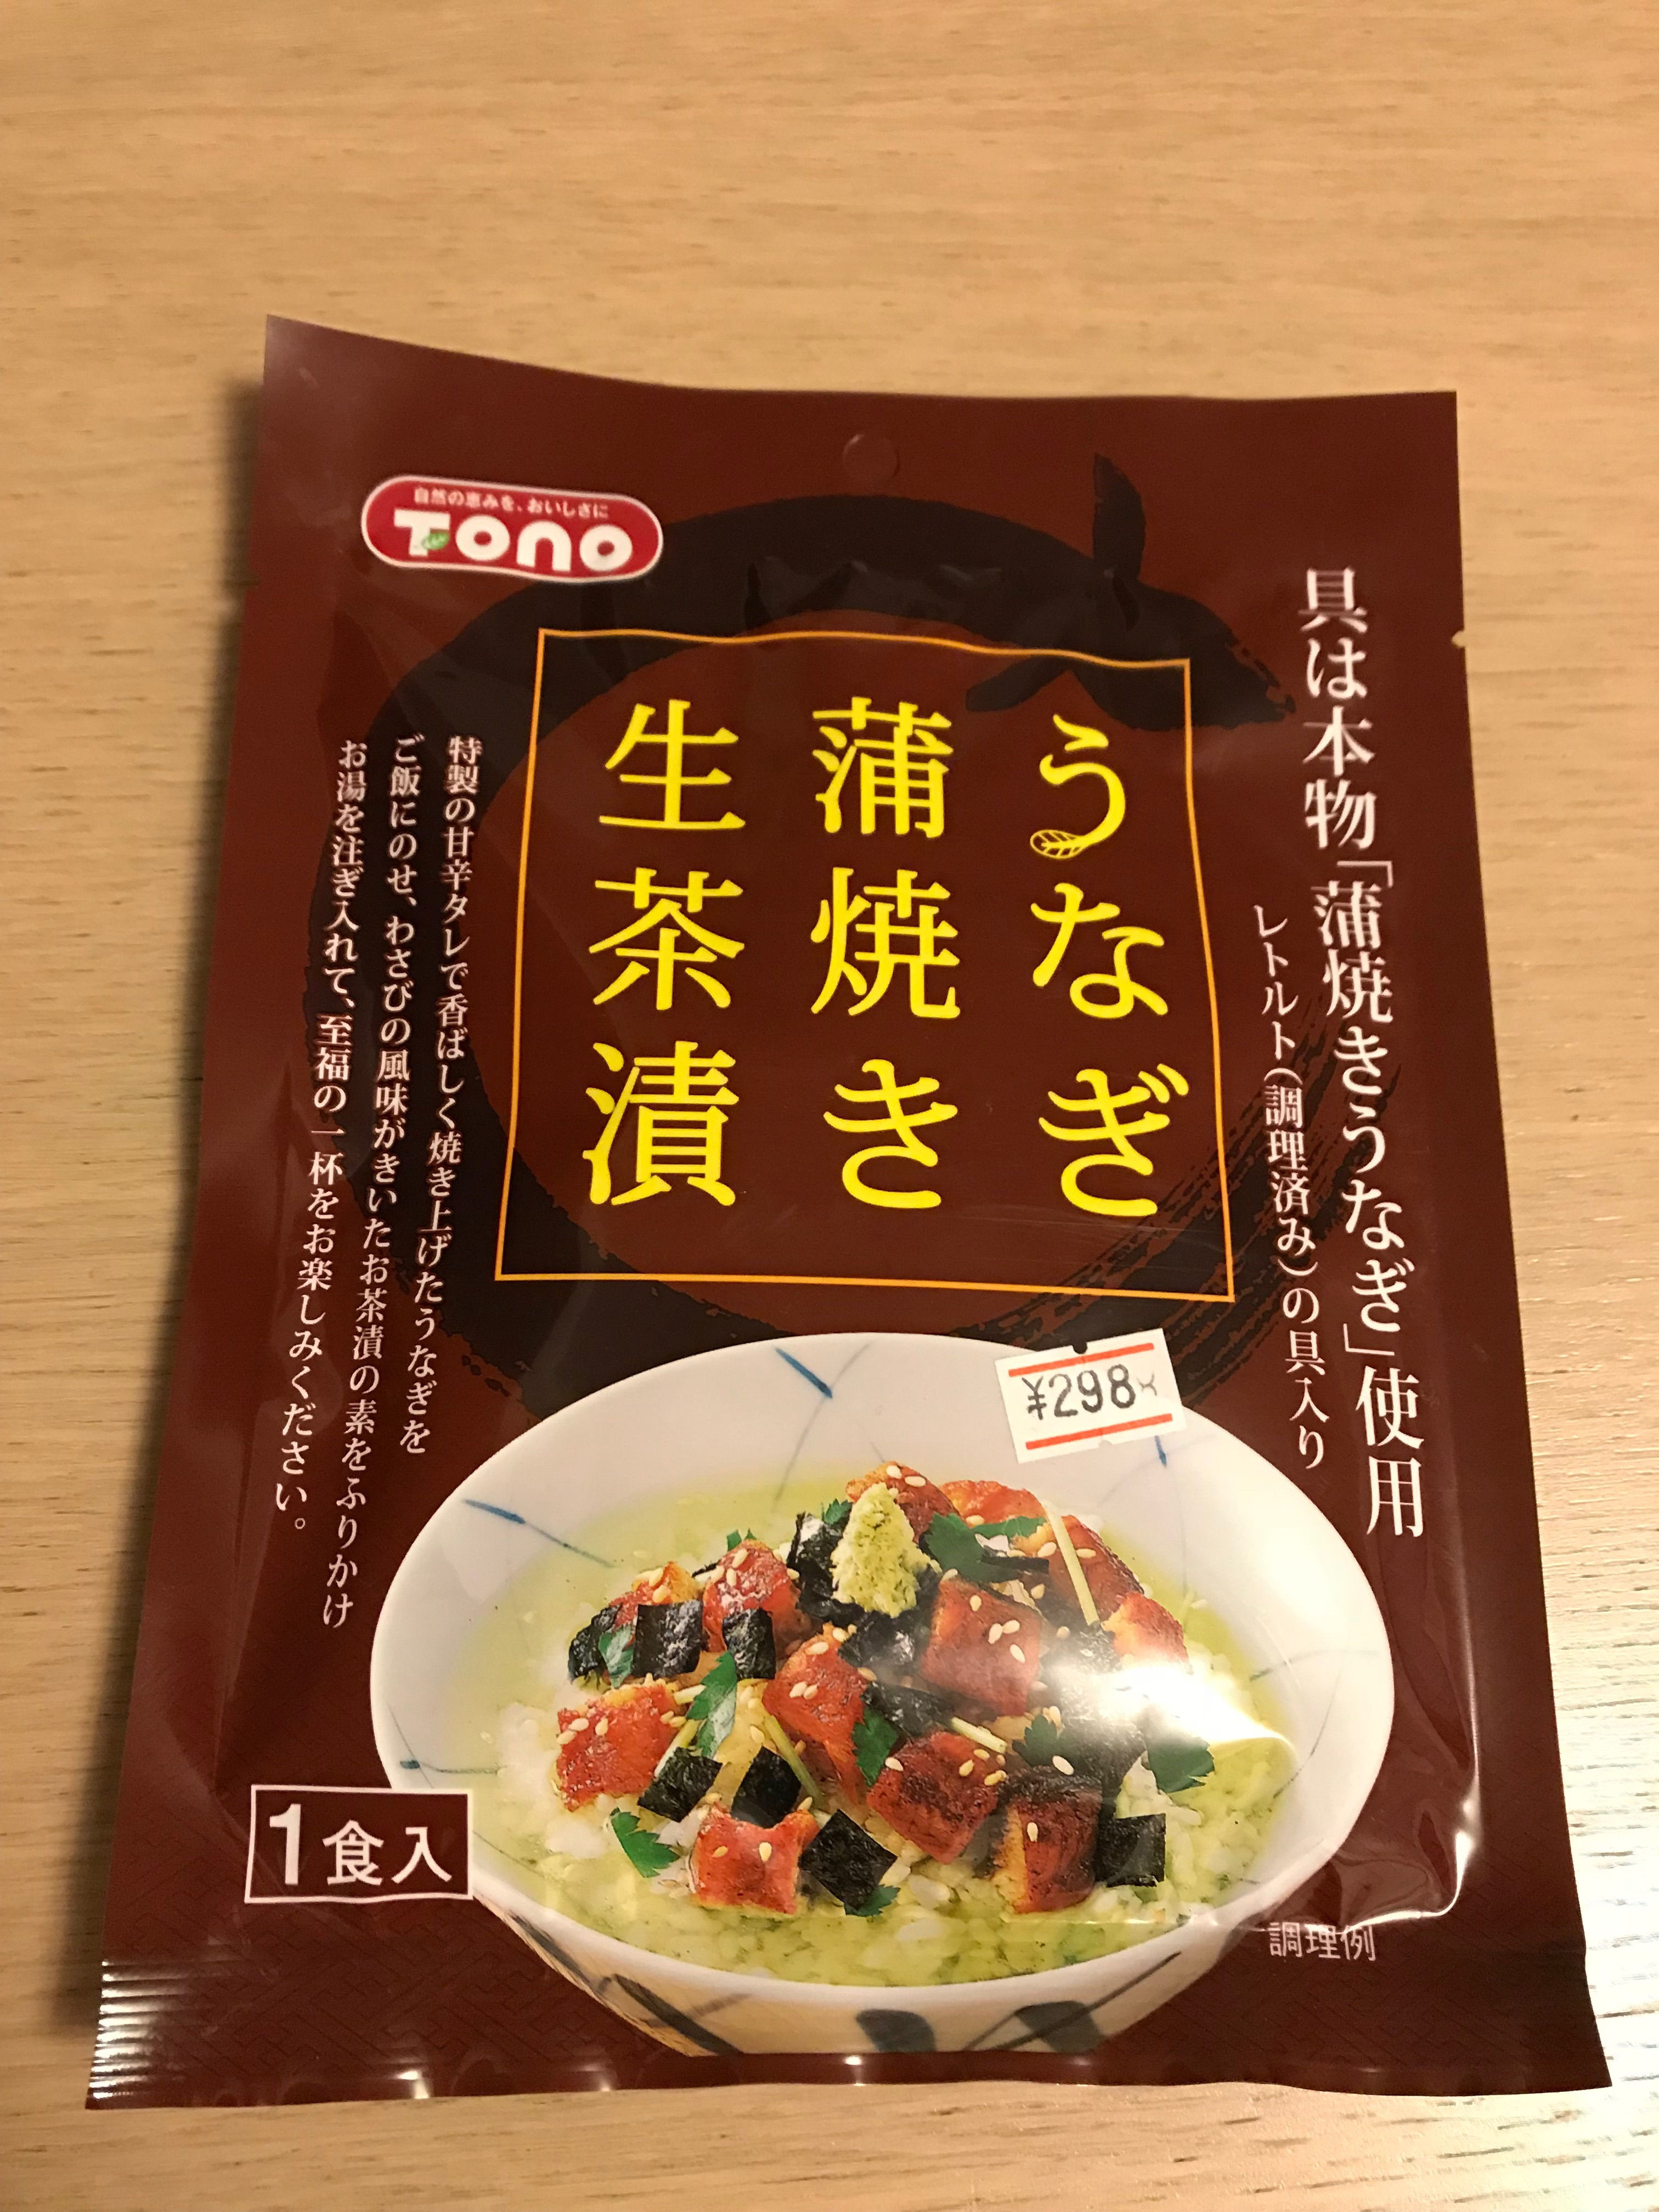 自然の恵みを、おいしさに
TONO
具は本物「蒲焼きうなぎ」使用
レトルト(調理済み)の具入り
うなぎ
蒲焼き
生茶漬
特製の甘辛タレで香ばしく焼き上げたうなぎを
ご飯にのせ、わさびの風味がきいたお茶漬の素をふりかけ
お湯を注ぎ入れて、至福の一杯をお楽しみください。
¥298
1食入
調理例